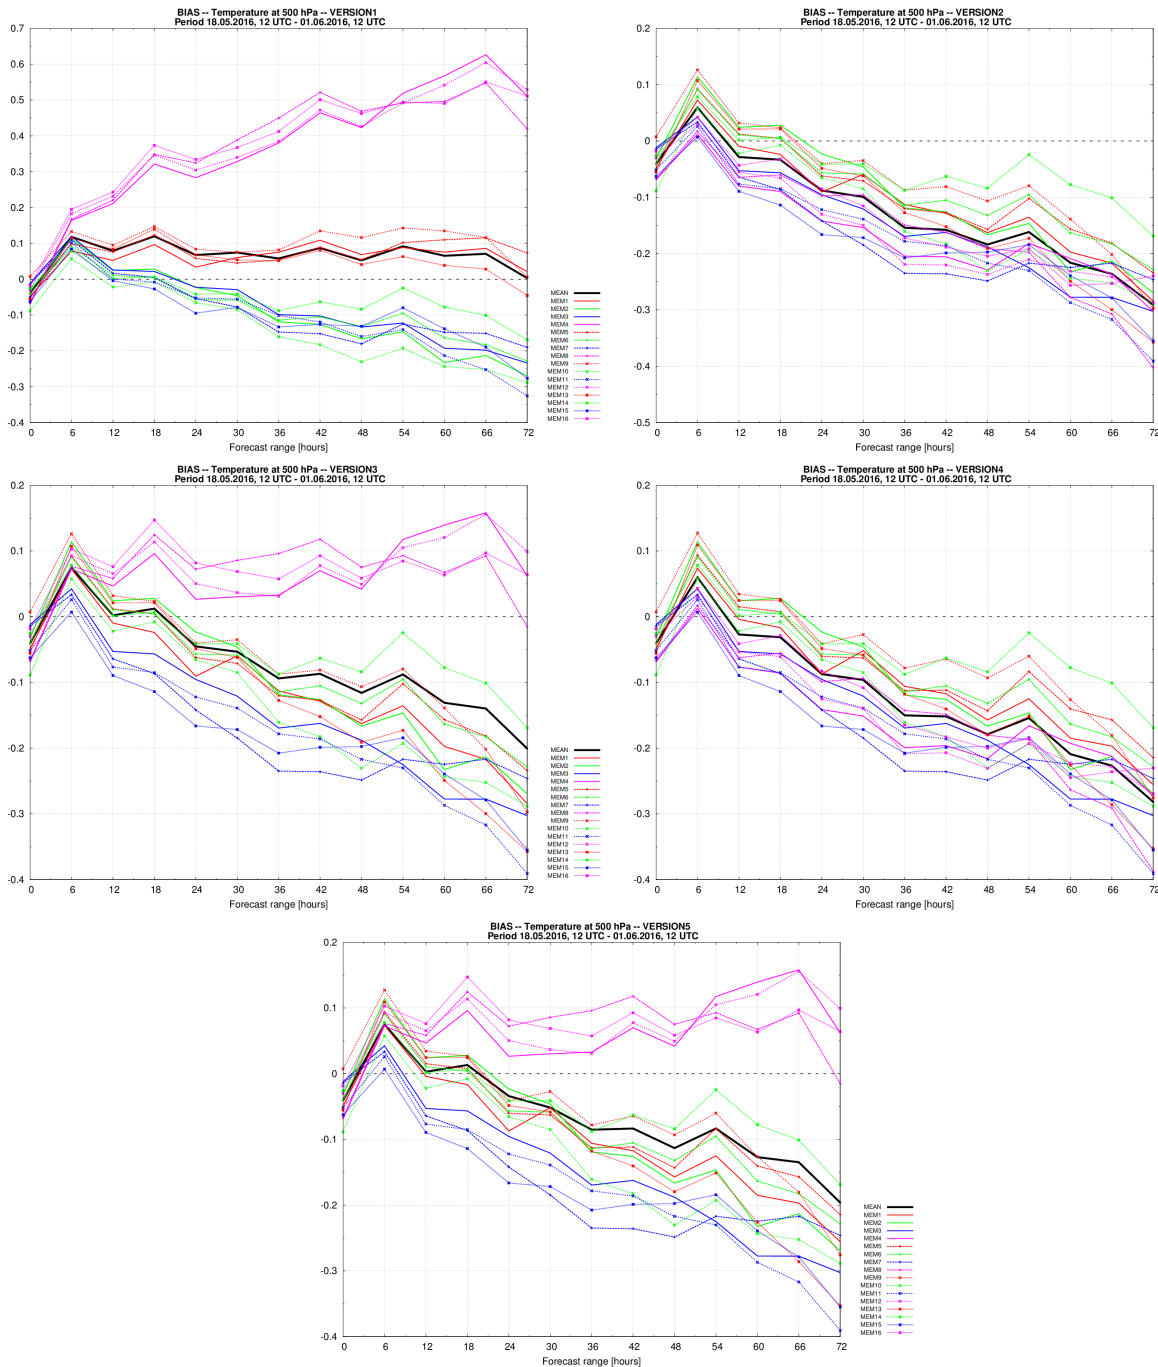 BIAS -- Temperature at 500 hPa -- VERSION1
Period 18.05.2016, 12 UTC - 01.06.2016, 12 UTC
0.7
0.6
0.5
0.4
0.3
0.2
0.1
0
-0.1
-0.2
-0.3
-0.4
0 6 12 18 24 30 36 42 48 54 60 66 72
Forecast range [hours]
MEAN
MEM1
MEM2
MEM3
MEM4
MEM5
MEM6
MEM7
MEM8
MEM9
MEM10
MEM11
MEM12
MEM13
MEM14
MEM15
MEM16
BIAS -- Temperature at 500 hPa -- VERSION2
Period 18.05.2016, 12 UTC - 01.06.2016, 12 UTC
0.2
0.1
0
-0.1
-0.2
-0.3
-0.4
-0.5
0 6 12 18 24 30 36 42 48 54 60 66 72
Forecast range [hours]
BIAS -- Temperature at 500 hPa -- VERSION3
Period 18.05.2016, 12 UTC - 01.06.2016, 12 UTC
0.2
0.1
0
-0.1
-0.2
-0.3
-0.4
0 6 12 18 24 30 36 42 48 54 60 66 72
Forecast range [hours]
MEAN
MEM1
MEM2
MEM3
MEM4
MEM5
MEM6
MEM7
MEM8
MEM9
MEM10
MEM11
MEM12
MEM13
MEM14
MEM15
MEM16
BIAS -- Temperature at 500 hPa -- VERSION4
Period 18.05.2016, 12 UTC - 01.06.2016, 12 UTC
0.2
0.1
0
-0.1
-0.2
-0.3
-0.4
0 6 12 18 24 30 36 42 48 54 60 66 72
Forecast range [hours]
BIAS -- Temperature at 500 hPa -- VERSION5
Period 18.05.2016, 12 UTC - 01.06.2016, 12 UTC
0.2
0.1
0
-0.1
-0.2
-0.3
-0.4
0 6 12 18 24 30 36 42 48 54 60 66 72
Forecast range [hours]
MEAN
MEM1
MEM2
MEM3
MEM4
MEM5
MEM6
MEM7
MEM8
MEM9
MEM10
MEM11
MEM12
MEM13
MEM14
MEM15
MEM16